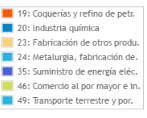 19: Coquerías y refino de petr.
20: Industria química
23: Fabricación de otros produ.
24: Metalurgia, fabricación de.
35: Suministro de energía eléc.
46: Comercio al por mayor e in.
49: Transporte terrestre y por.